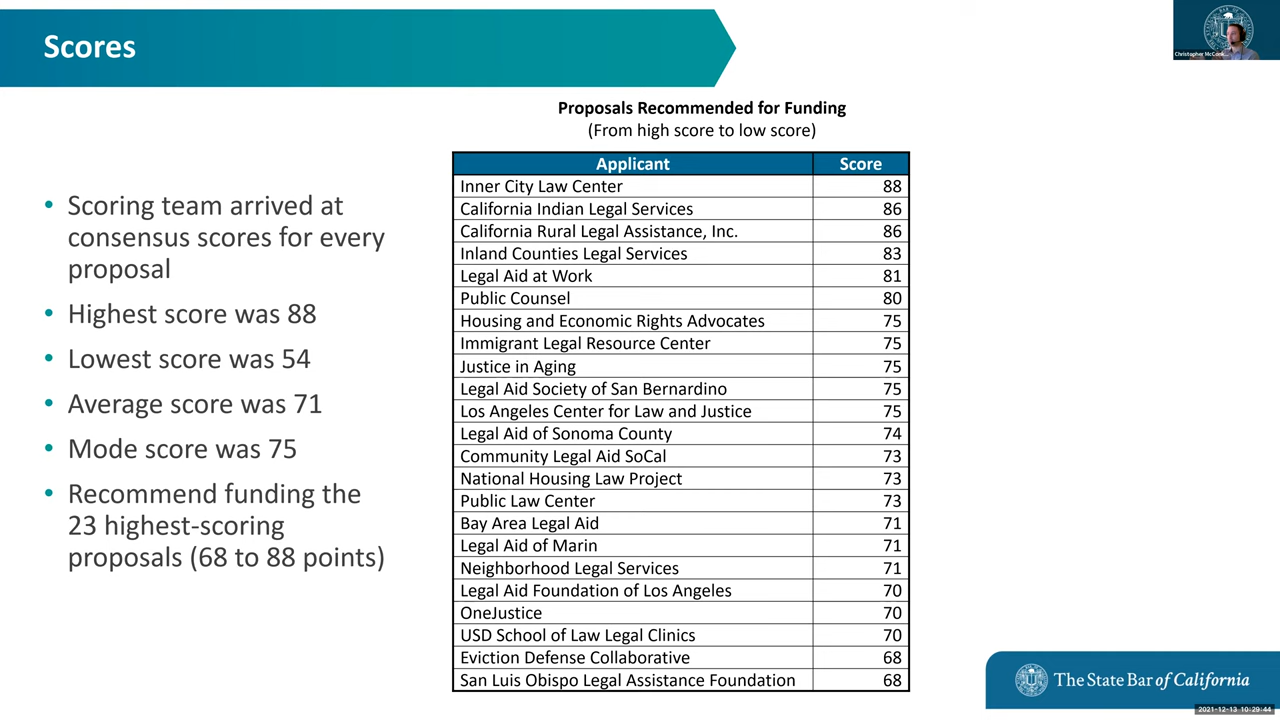 Scores
Christopher McConk...
Proposals Recommended for Funding
(From high score to low score)
• Scoring team arrived at
consensus scores for every
proposal
• Highest score was 88
• Lowest score was 54
• Average score was 71
• Mode score was 75
• Recommend funding the
23 highest-scoring
proposals (68 to 88 points)
Applicant Score
Inner City Law Center 88
California Indian Legal Services 86
California Rural Legal Assistance, Inc. 86
Inland Counties Legal Services 83
Legal Aid at Work 81
Public Counsel 80
Housing and Economic Rights Advocates 75
Immigrant Legal Resource Center 75
Justice in Aging 75
Legal Aid Society of San Bernardino 75
Los Angeles Center for Law and Justice 75
Legal Aid of Sonoma County 74
Community Legal Aid SoCal 73
National Housing Law Project 73
Public Law Center 73
Bay Area Legal Aid 71
Legal Aid of Marin 71
Neighborhood Legal Services 71
Legal Aid Foundation of Los Angeles 70
OneJustice 70
USD School of Law Legal Clinics 70
Eviction Defense Collaborative 68
San Luis Obispo Legal Assistance Foundation 68
The State Bar of California
2021-12-13 10:29:44